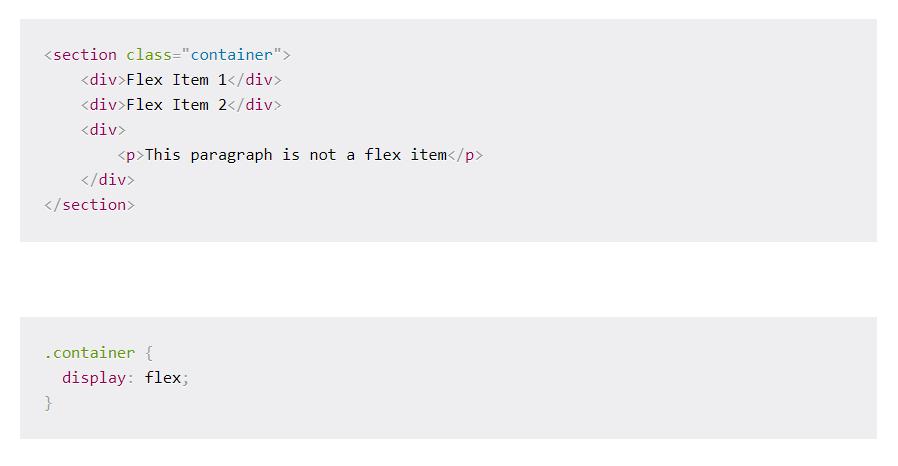 <section class="container">
    <div>Flex Item 1</div>
    <div>Flex Item 2</div>
    <div>
        <p>This paragraph is not a flex item</p>
    </div>
</section>
.container {
  display: flex;
}